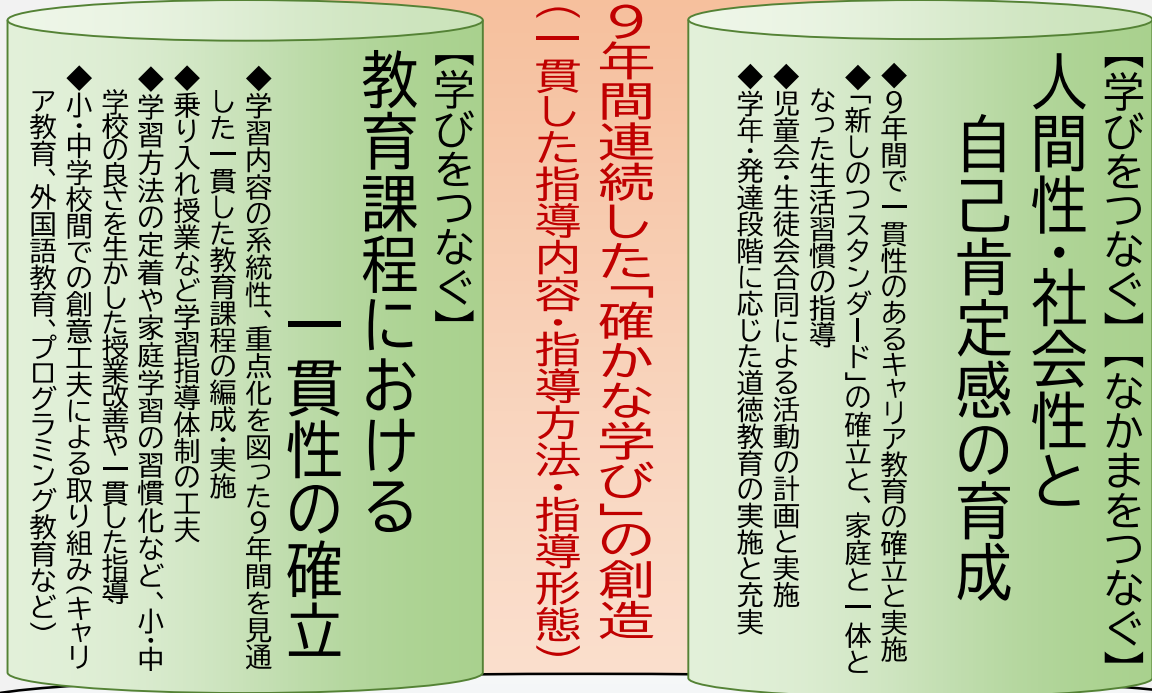 【学びをつなぐ】【なかまをつなぐ】
人間性・社会性と
自己肯定感の育成
◆９年間で一貫性のあるキャリア教育の確立と実施
◆「新しのつスタンダード」の確立と、家庭と一体と
なった生活習慣の指導
◆児童会・生徒会合同による活動の計画と実施
◆学年・発達段階に応じた道徳教育の実施と充実
９年間連続した「確かな学び」の創造
（一貫した指導内容・指導方法・指導形態）
【学びをつなぐ】
教育課程における
一貫性の確立
◆学習内容の系統性、重点化を図った９年間を見通
した一貫した教育課程の編成・実施
◆乗り入れ授業など学習指導体制の工夫
◆学習方法の定着や家庭学習の習慣化など、小・中
学校の良さを生かした授業改善や一貫した指導
◆小・中学校間での創意工夫による取り組み（キャリ
ア教育、外国語教育、プログラミング教育など）